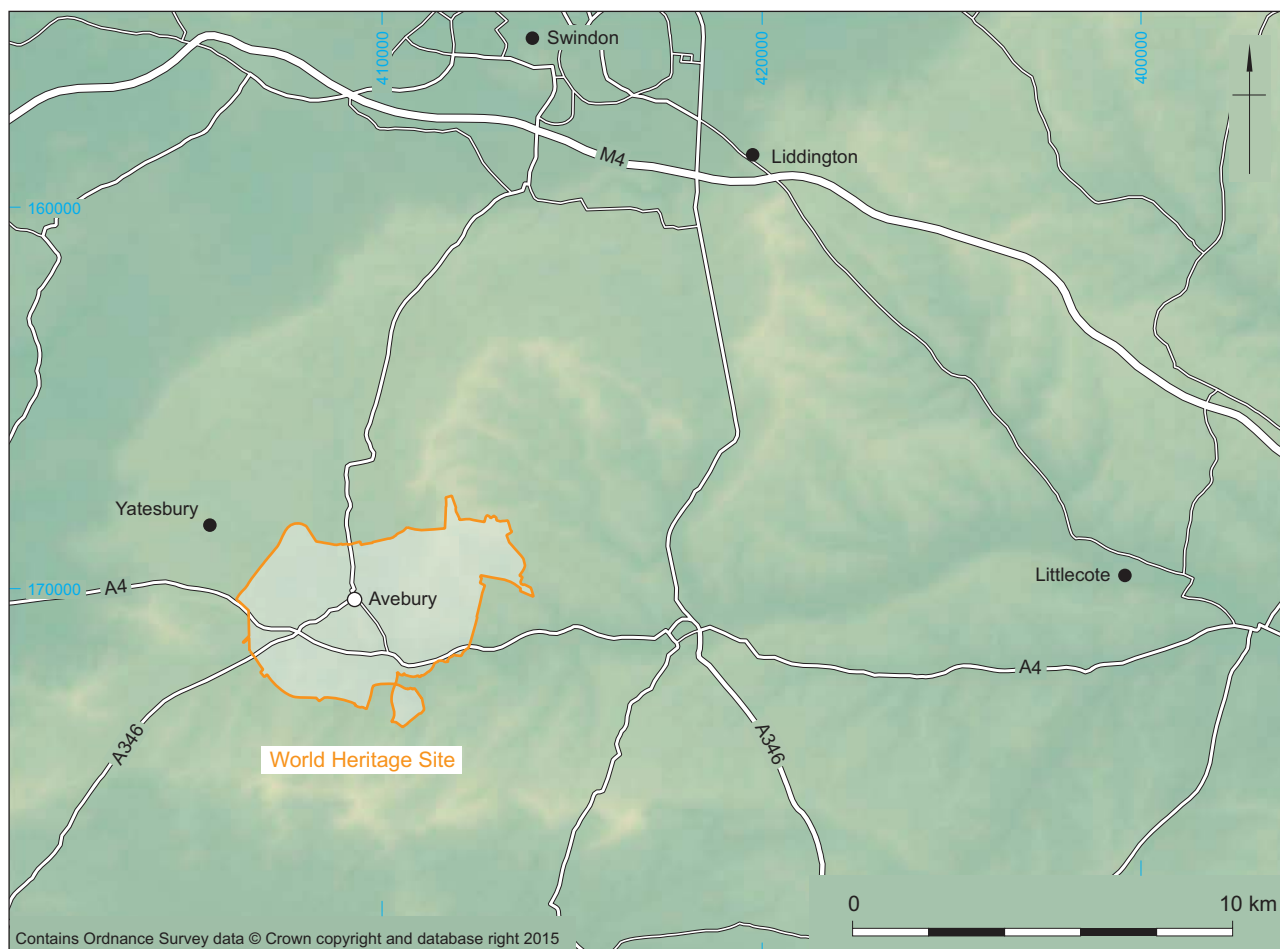 410000
420000
400000
Swindon
M4
Liddington
160000
Yatesbury
A4
170000
Avebury
Littlecote
A4
A346
A346
World Heritage Site
0
10 km
Contains Ordnance Survey data © Crown copyright and database right 2015